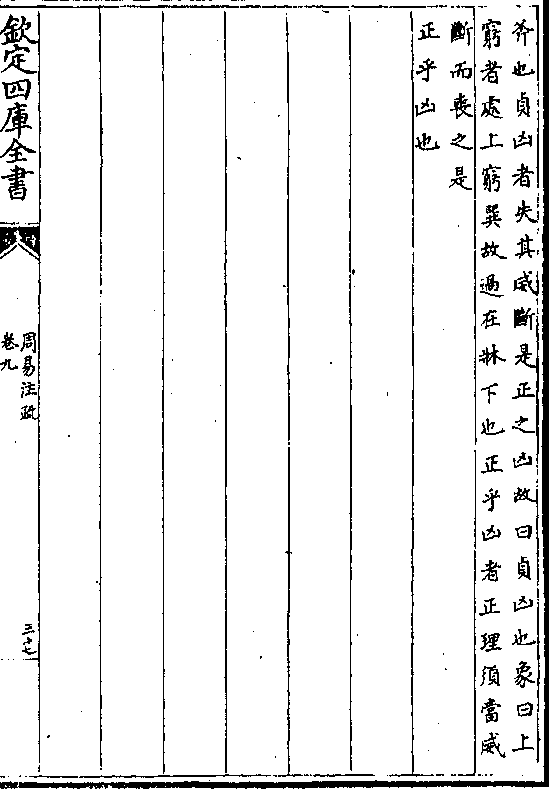 斧也貞凶者失其威斷是正之凶故曰貞凶也象曰上
窮者處上窮巽故過在牀下也正乎凶者正理須當威
斷而喪之是
正乎凶也
欽定四庫全書
周易注疏
卷九
三十七